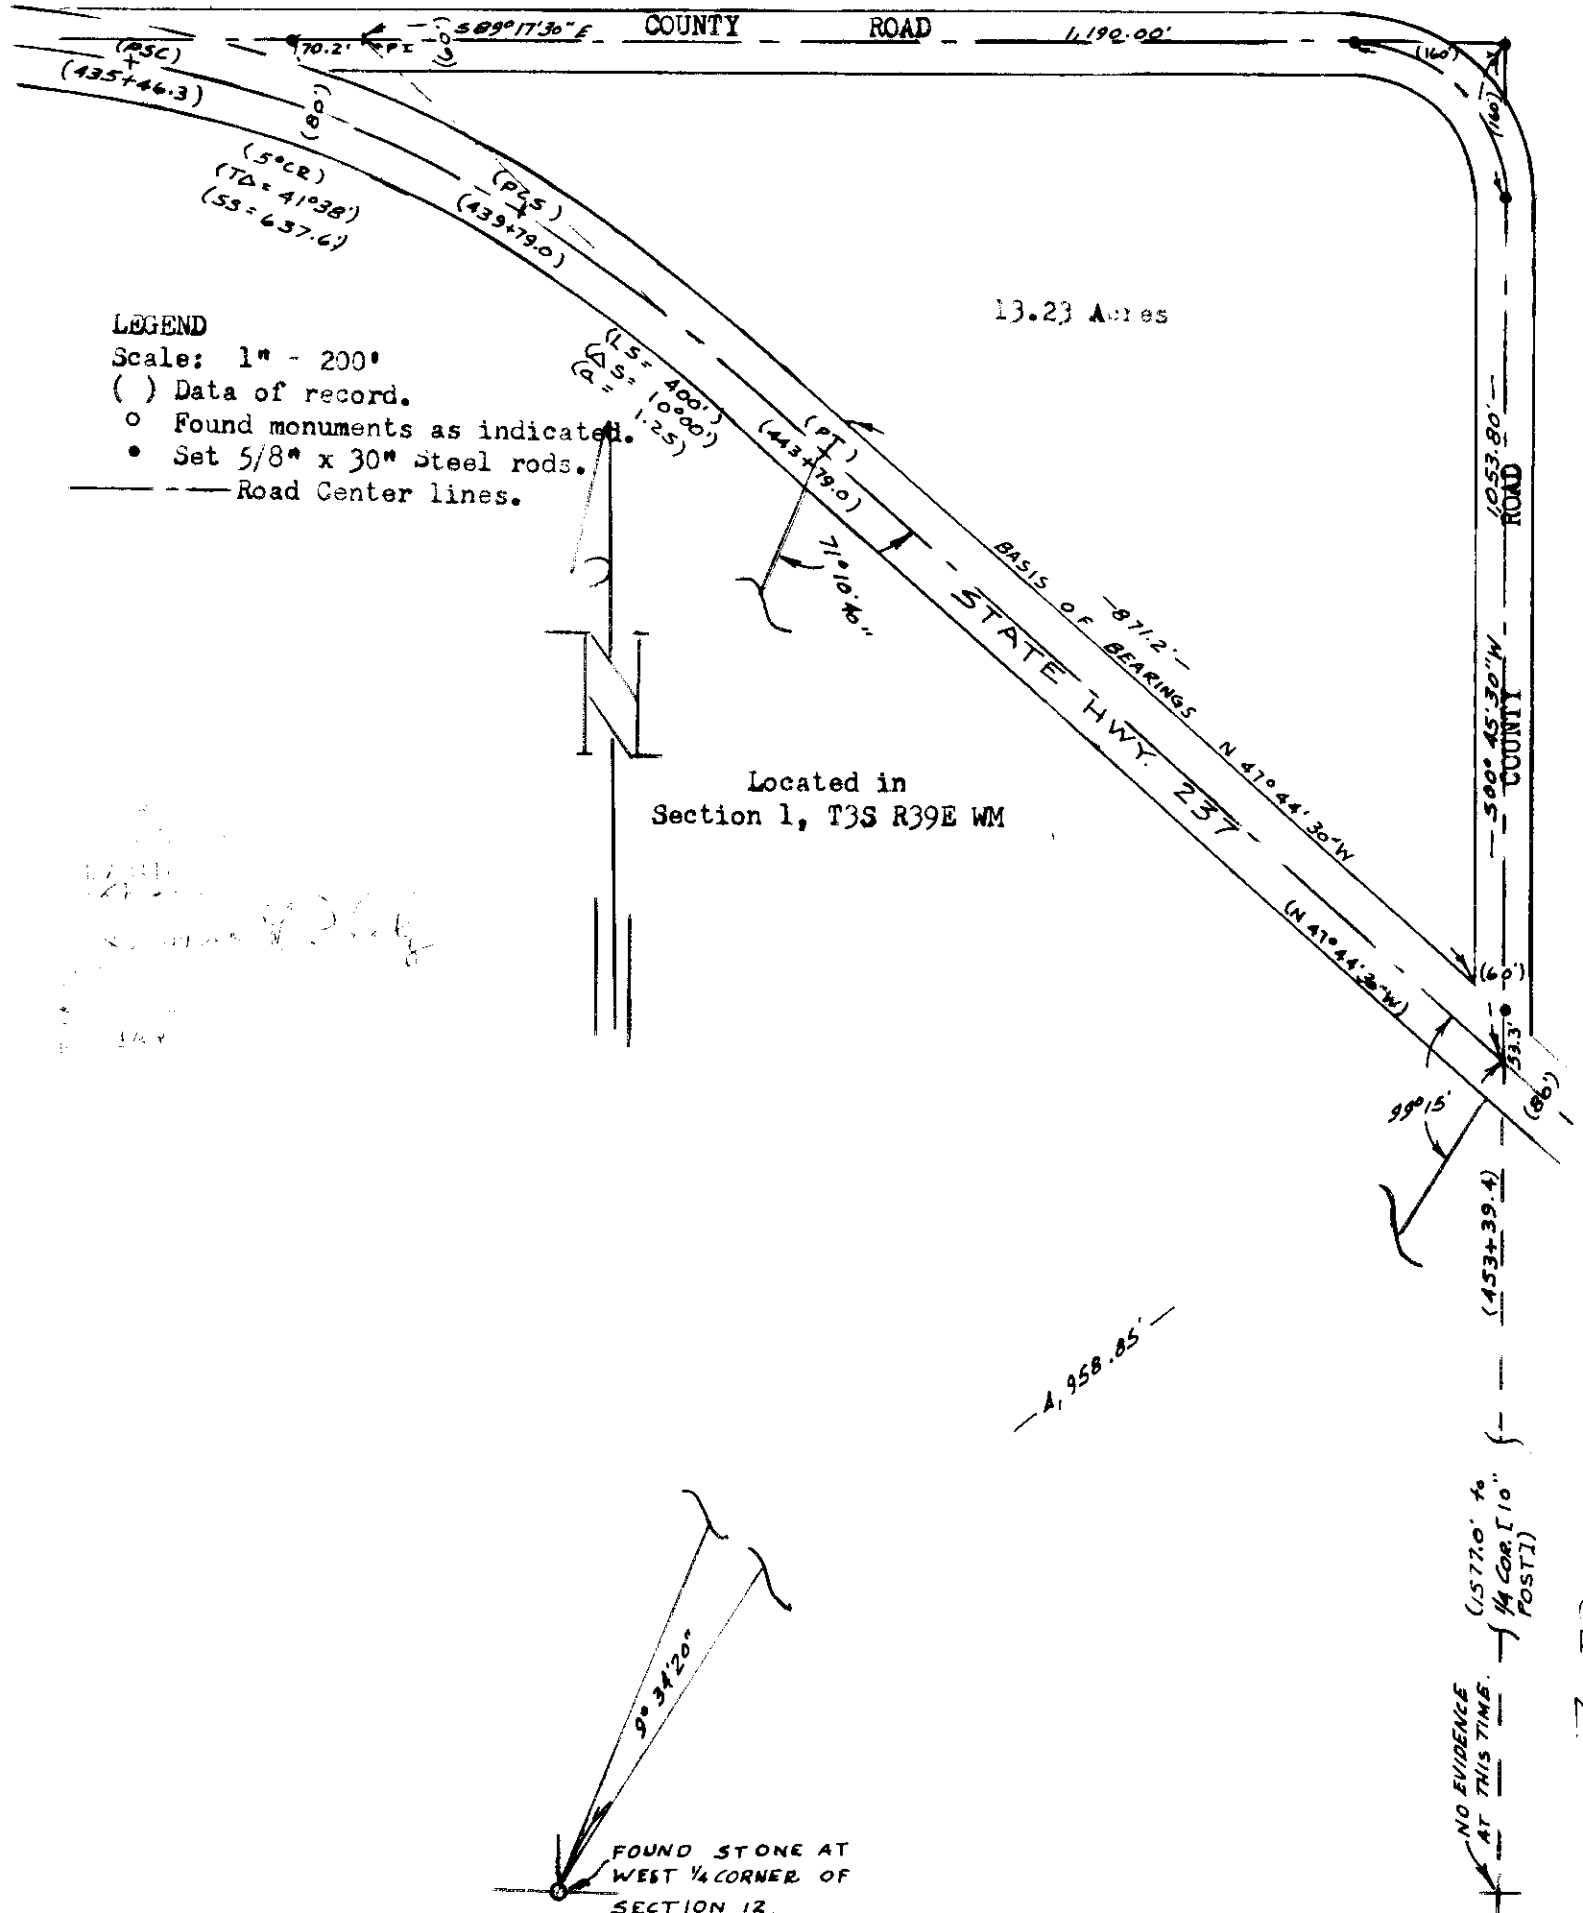 COUNTY ROAD
S89°17'30"E
1,190.00'
70.2'
PI
(60')
(160')
(160')
(PSC)
(435+46.3)
(80')
(5°CR)
(TΔ = 41°38')
(SS = 637.6')
(PCS)
(439+79.0)
13.23 Acres
LEGEND
Scale: 1" - 200'
( ) Data of record.
o Found monuments as indicated.
● Set 5/8" x 30" Steel rods.
Road Center lines.
(LS = 400')
(ΔS = 10°00')
(a = 1.25)
(PT)
(443+79.0)
71°10'40"
BASIS OF BEARINGS
871.2'
N 47°44'30"W
STATE HWY. 237
(N 47°44'30"W)
1,053.80'
S00°45'30"W
COUNTY ROAD
N
Located in
Section 1, T3S R39E WM
(60')
53.3'
(80')
99°15'
(453+39.4)
4,958.85'
(1577.0' to
1/4 COR. [10"
POST])
9°34'20"
NO EVIDENCE
AT THIS TIME.
FOUND STONE AT
WEST 1/4 CORNER OF
SECTION 12.